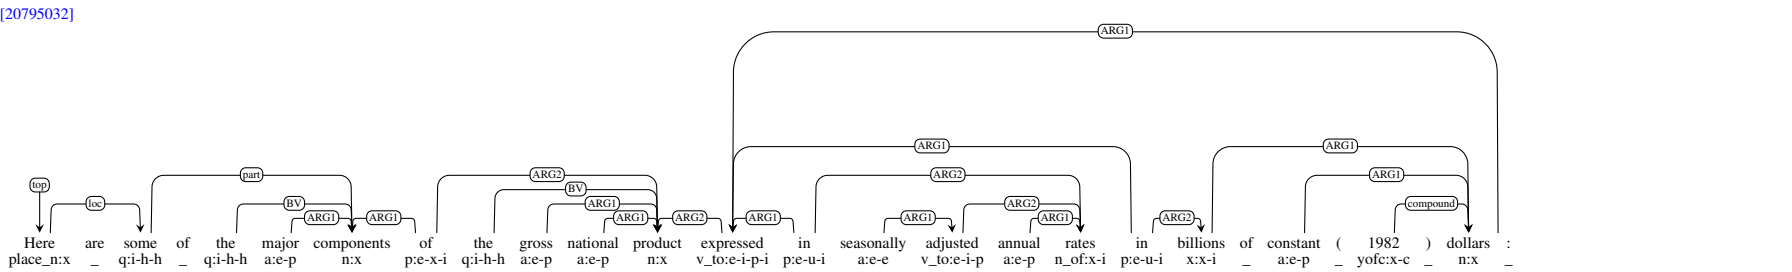 [20795032]
ARG1
ARG1 ARG1
part ARG2 ARG2 ARG1
top BV
loc BV ARG1 ARG2 compound
ARG1 ARG1 ARG1 ARG2 ARG1 ARG1 ARG1 ARG2
Here are some of the major components of the gross national product expressed in seasonally adjusted annual rates in billions of constant ( 1982 ) dollars :
place_n:x _ q:i-h-h _ q:i-h-h a:e-p n:x p:e-x-i q:i-h-h a:e-p a:e-p n:x v_to:e-i-p-i p:e-u-i a:e-e v_to:e-i-p a:e-p n_of:x-i p:e-u-i x:x-i _ a:e-p _ yofc:x-c _ n:x _